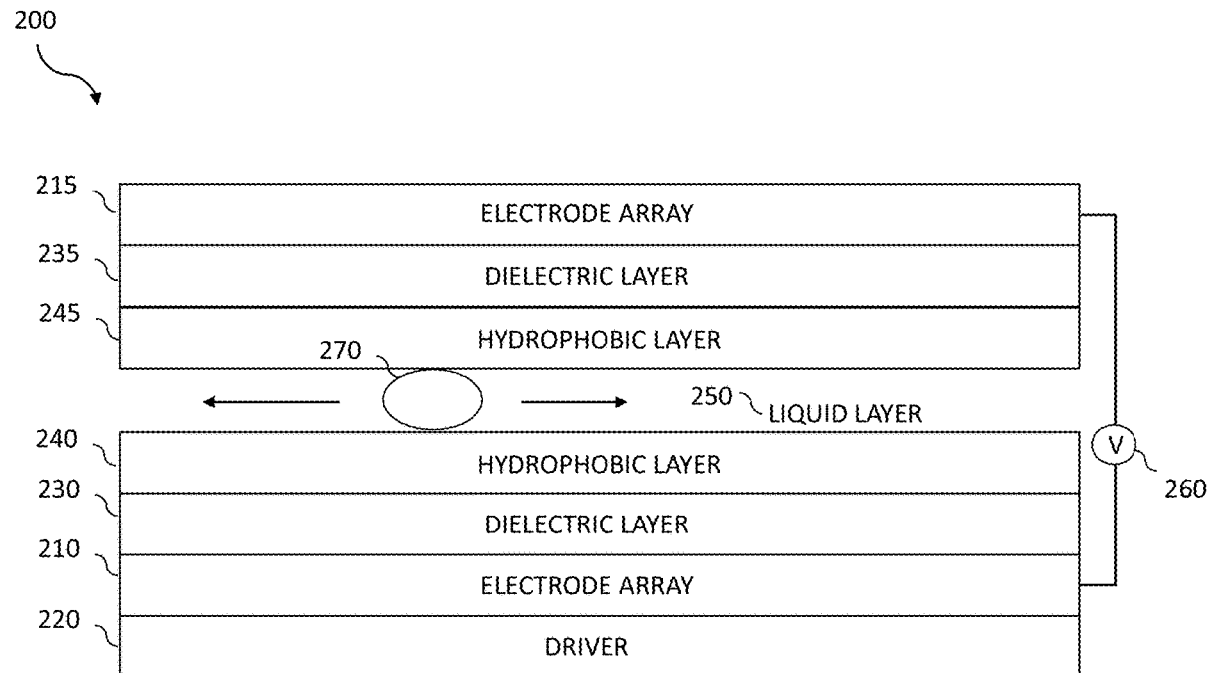 200
215 ELECTRODE ARRAY
235 DIELECTRIC LAYER
245 HYDROPHOBIC LAYER
270
250 LIQUID LAYER
240 HYDROPHOBIC LAYER
V
260
230 DIELECTRIC LAYER
210 ELECTRODE ARRAY
220 DRIVER